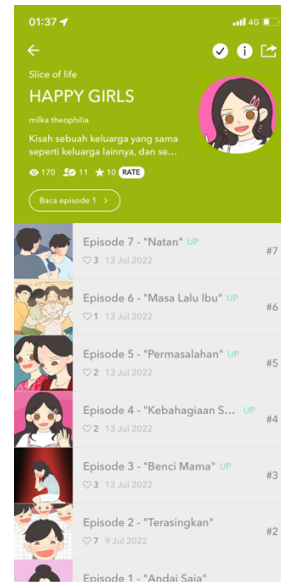 01:37 4G
Slice of life
HAPPY GIRLS
milka theophilia
Kisah sebuah keluarga yang sama
seperti keluarga lainnya, dan se...
170 11 10 RATE
Baca episode 1 >
Episode 7 - "Natan" UP
#7
3 13 Jul 2022
Episode 6 - "Masa Lalu Ibu" UP
#6
1 13 Jul 2022
Episode 5 - "Permasalahan" UP
#5
2 13 Jul 2022
Episode 4 - "Kebahagiaan S... UP
#4
2 13 Jul 2022
Episode 3 - "Benci Mama" UP
#3
3 13 Jul 2022
Episode 2 - "Terasingkan"
#2
7 9 Jul 2022
Episode 1 - "Andai Saja"